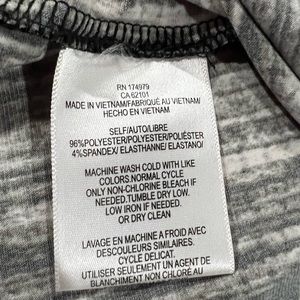 RN 174979
CA 62101
MADE IN VIETNAM/FABRIQUÉ AU VIETNAM/
HECHO EN VIETNAM
SELF/AUTO/LIBRE
96%POLYESTER/POLYESTER/POLIÉSTER
4%SPANDEX/ ELASTHANNE/ ELASTANO/
MACHINE WASH COLD WITH LIKE
COLORS.NORMAL CYCLE
ONLY NON-CHLORINE BLEACH IF
NEEDED.TUMBLE DRY LOW.
LOW IRON IF NEEDED.
OR DRY CLEAN
LAVAGE EN MACHINE A FROID AVEC
DESCOULEURS SIMILAIRES.
CYCLE DELICAT.
UTILISER SEULEMENT UN AGENT DE
BLANCHIMENT NON CHLORÉ AU